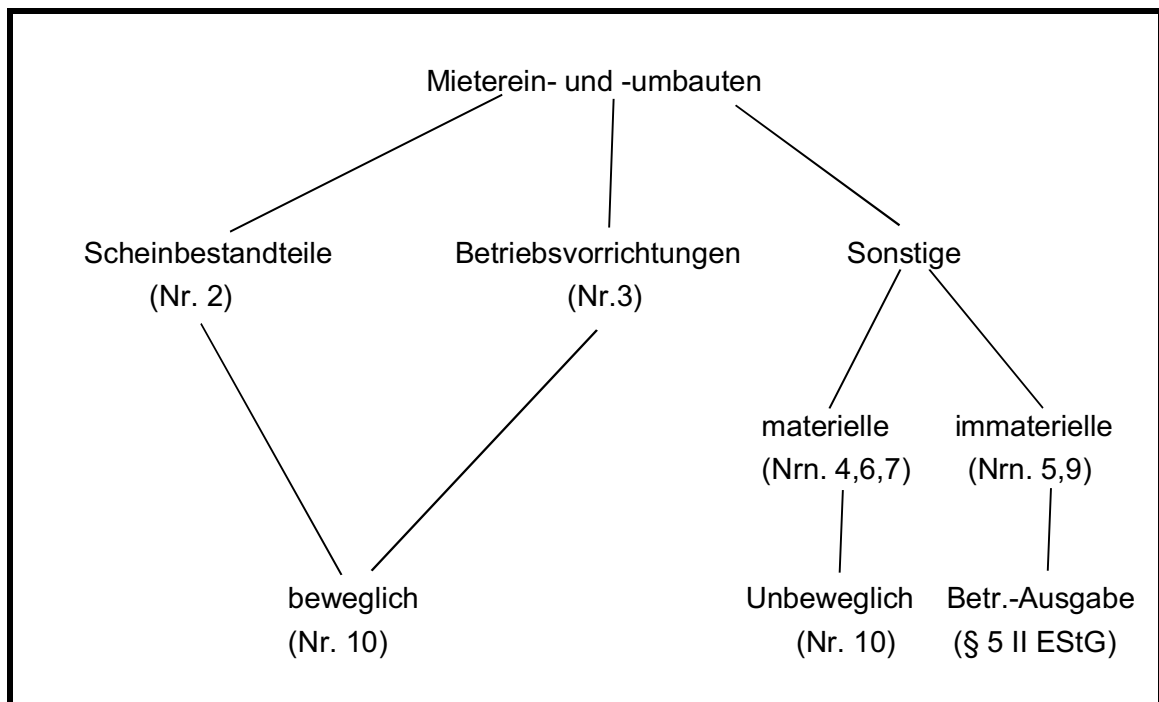 Mieterein- und -umbauten
Scheinbestandteile Betriebsvorrichtungen Sonstige
(Nr. 2) (Nr.3)
materielle immaterielle
(Nrn. 4,6,7) (Nrn. 5,9)
beweglich Unbeweglich Betr.-Ausgabe
(Nr. 10) (Nr. 10) (§ 5 II EStG)